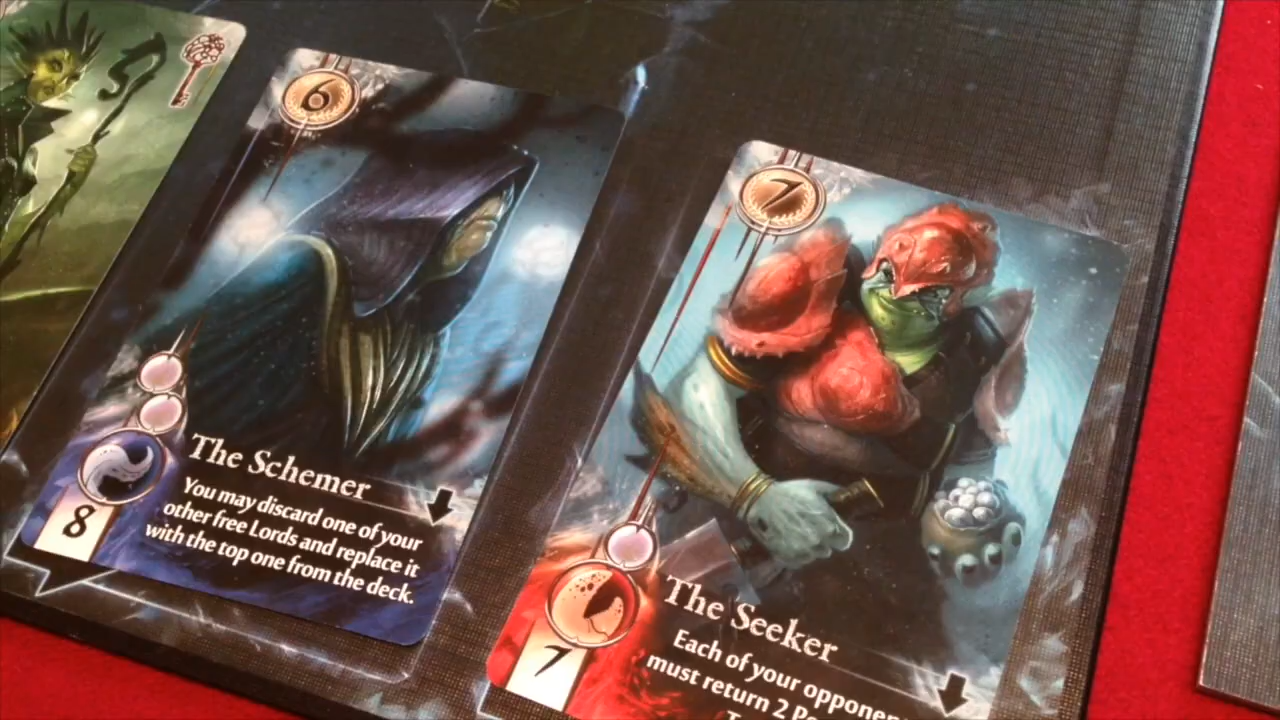 6
The Schemer
You may discard one of your
other free Lords and replace it
with the top one from the deck.
8
7
The Seeker
Each of your
must return 2
7